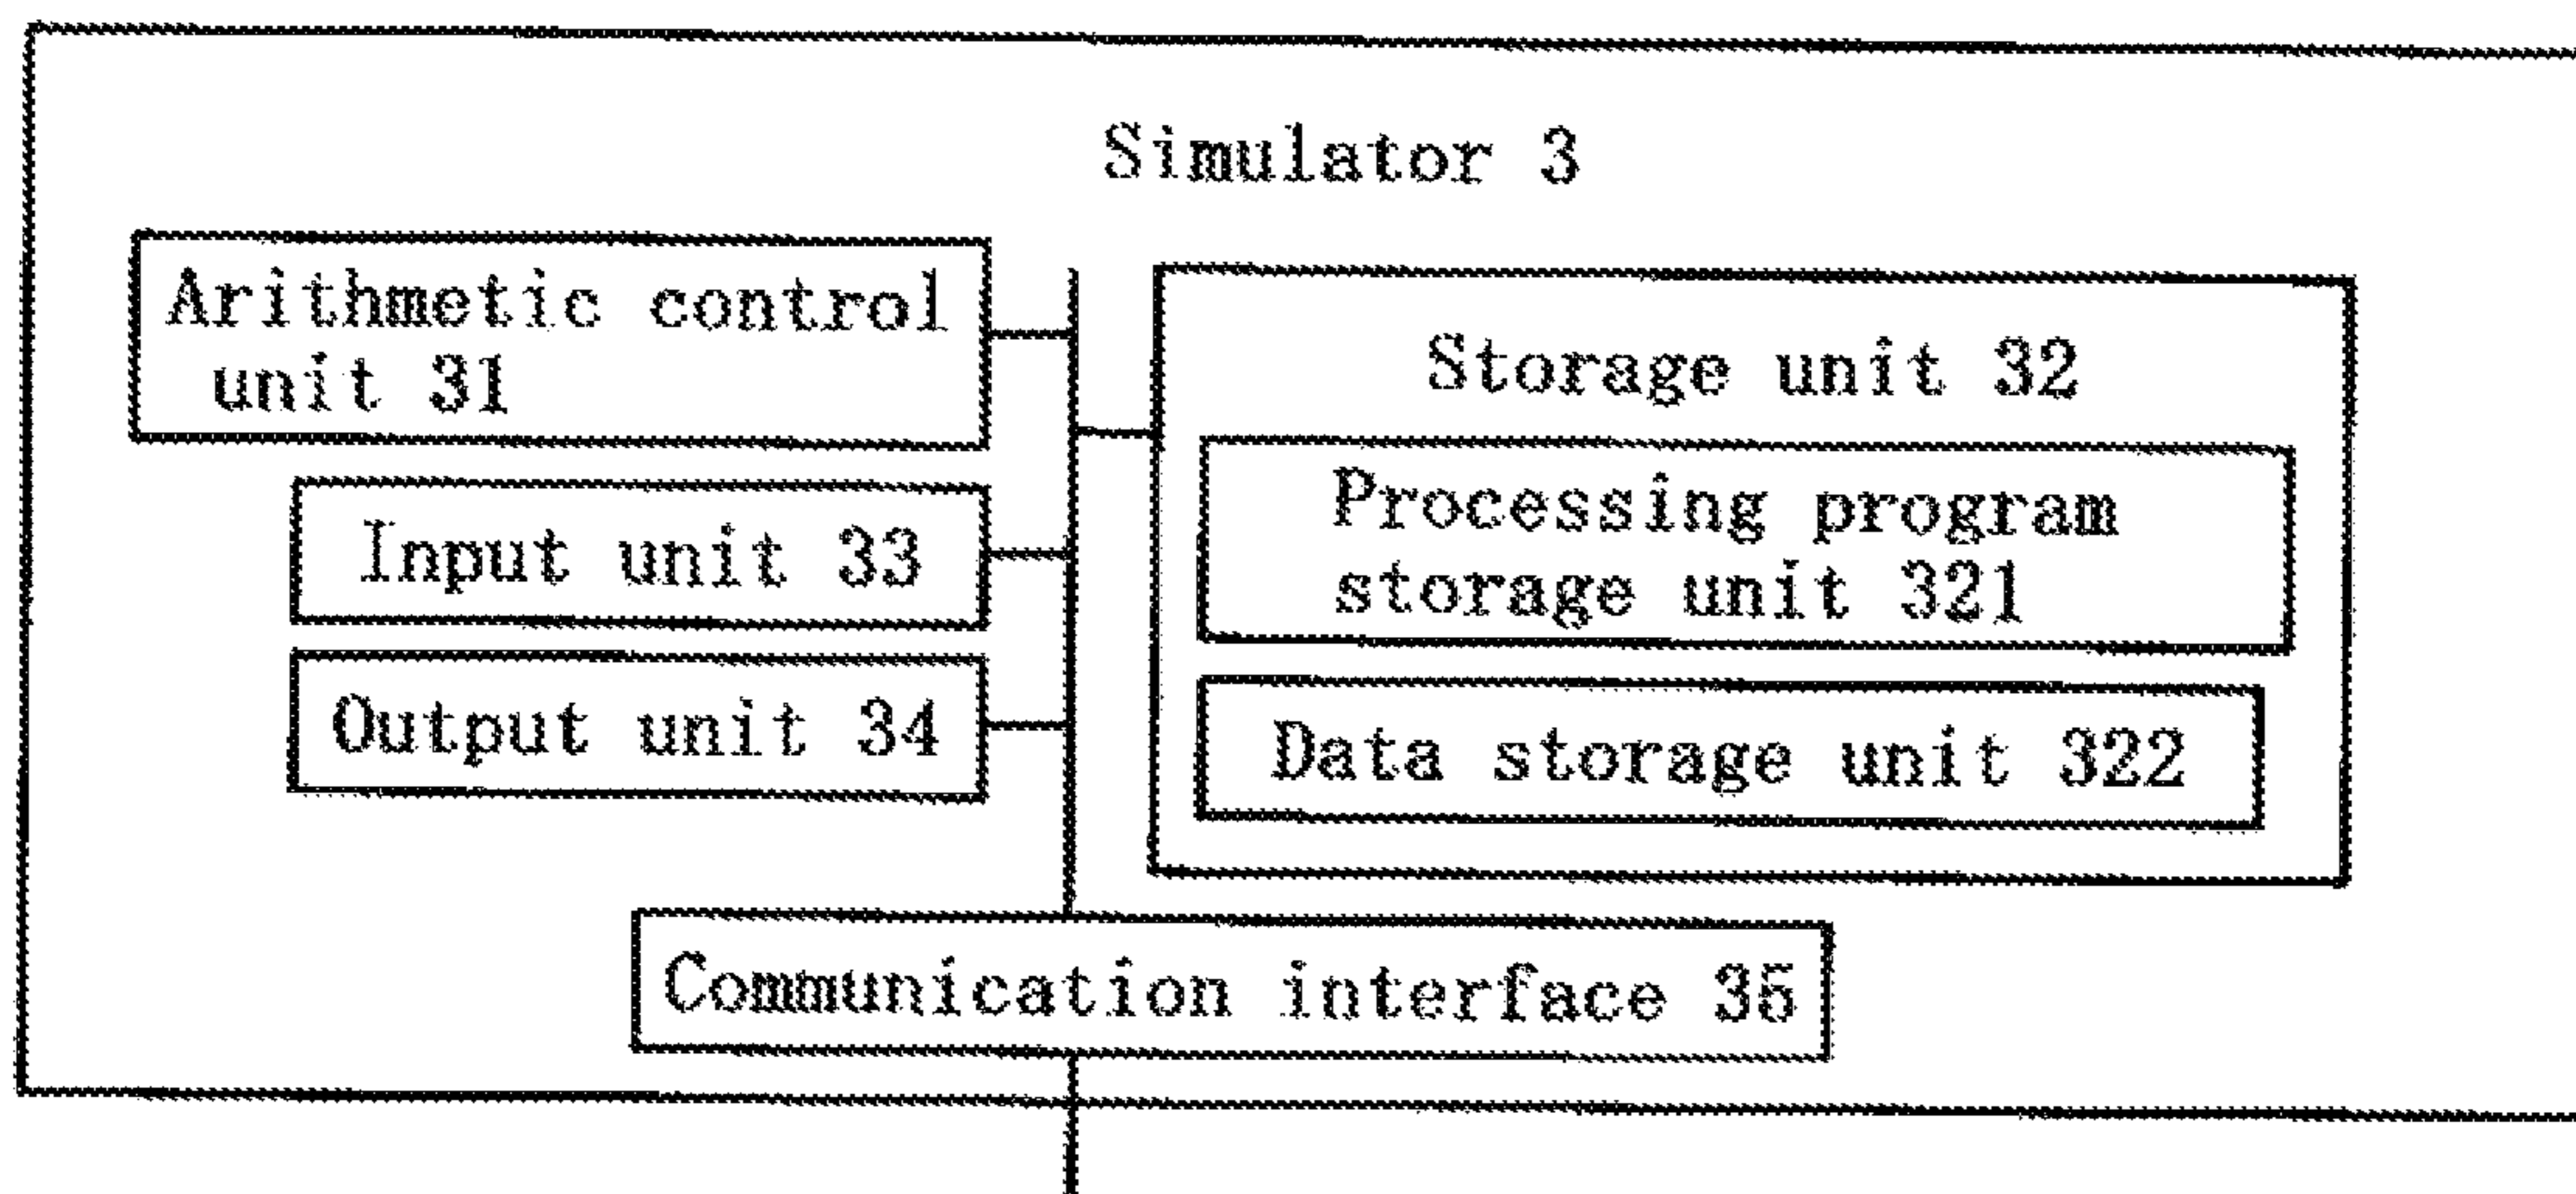 Simulator 3
Arithmetic control
unit 31
Storage unit 32
Input unit 33
Processing program
storage unit 321
Output unit 34
Data storage unit 322
Communication interface 35